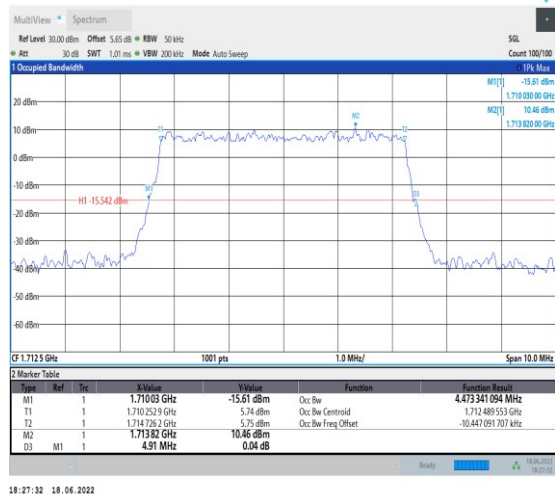 MultiView Spectrum
Ref Level 30.00 dBm Offset 5.65 dB RBW 50 kHz SGL
Att 30 dB SWT 1.01 ms VBW 200 kHz Mode Auto Sweep Count 100/100
1 Occupied Bandwidth 1Pk Max
M1[1] -15.61 dBm
1.710 030 00 GHz
M2[1] 10.46 dBm
1.713 820 00 GHz
20 dBm
M2
T1 T2
10 dBm
0 dBm
-10 dBm
M1
D3
H1 -15.542 dBm
-20 dBm
-30 dBm
-40 dBm
-50 dBm
-60 dBm
CF 1.712 5 GHz 1001 pts 1.0 MHz/ Span 10.0 MHz
2 Marker Table
Type Ref Trc X-Value Y-Value Function Function Result
M1 1 1.710 03 GHz -15.61 dBm Occ Bw 4.473 341 094 MHz
T1 1 1.710 252 9 GHz 5.74 dBm Occ Bw Centroid 1.712 489 553 GHz
T2 1 1.714 726 2 GHz 5.75 dBm Occ Bw Freq Offset -10.447 091 707 kHz
M2 1 1.713 82 GHz 10.46 dBm
D3 M1 1 4.91 MHz 0.04 dB
Ready 18.06.2022
18:27:32
18:27:32 18.06.2022